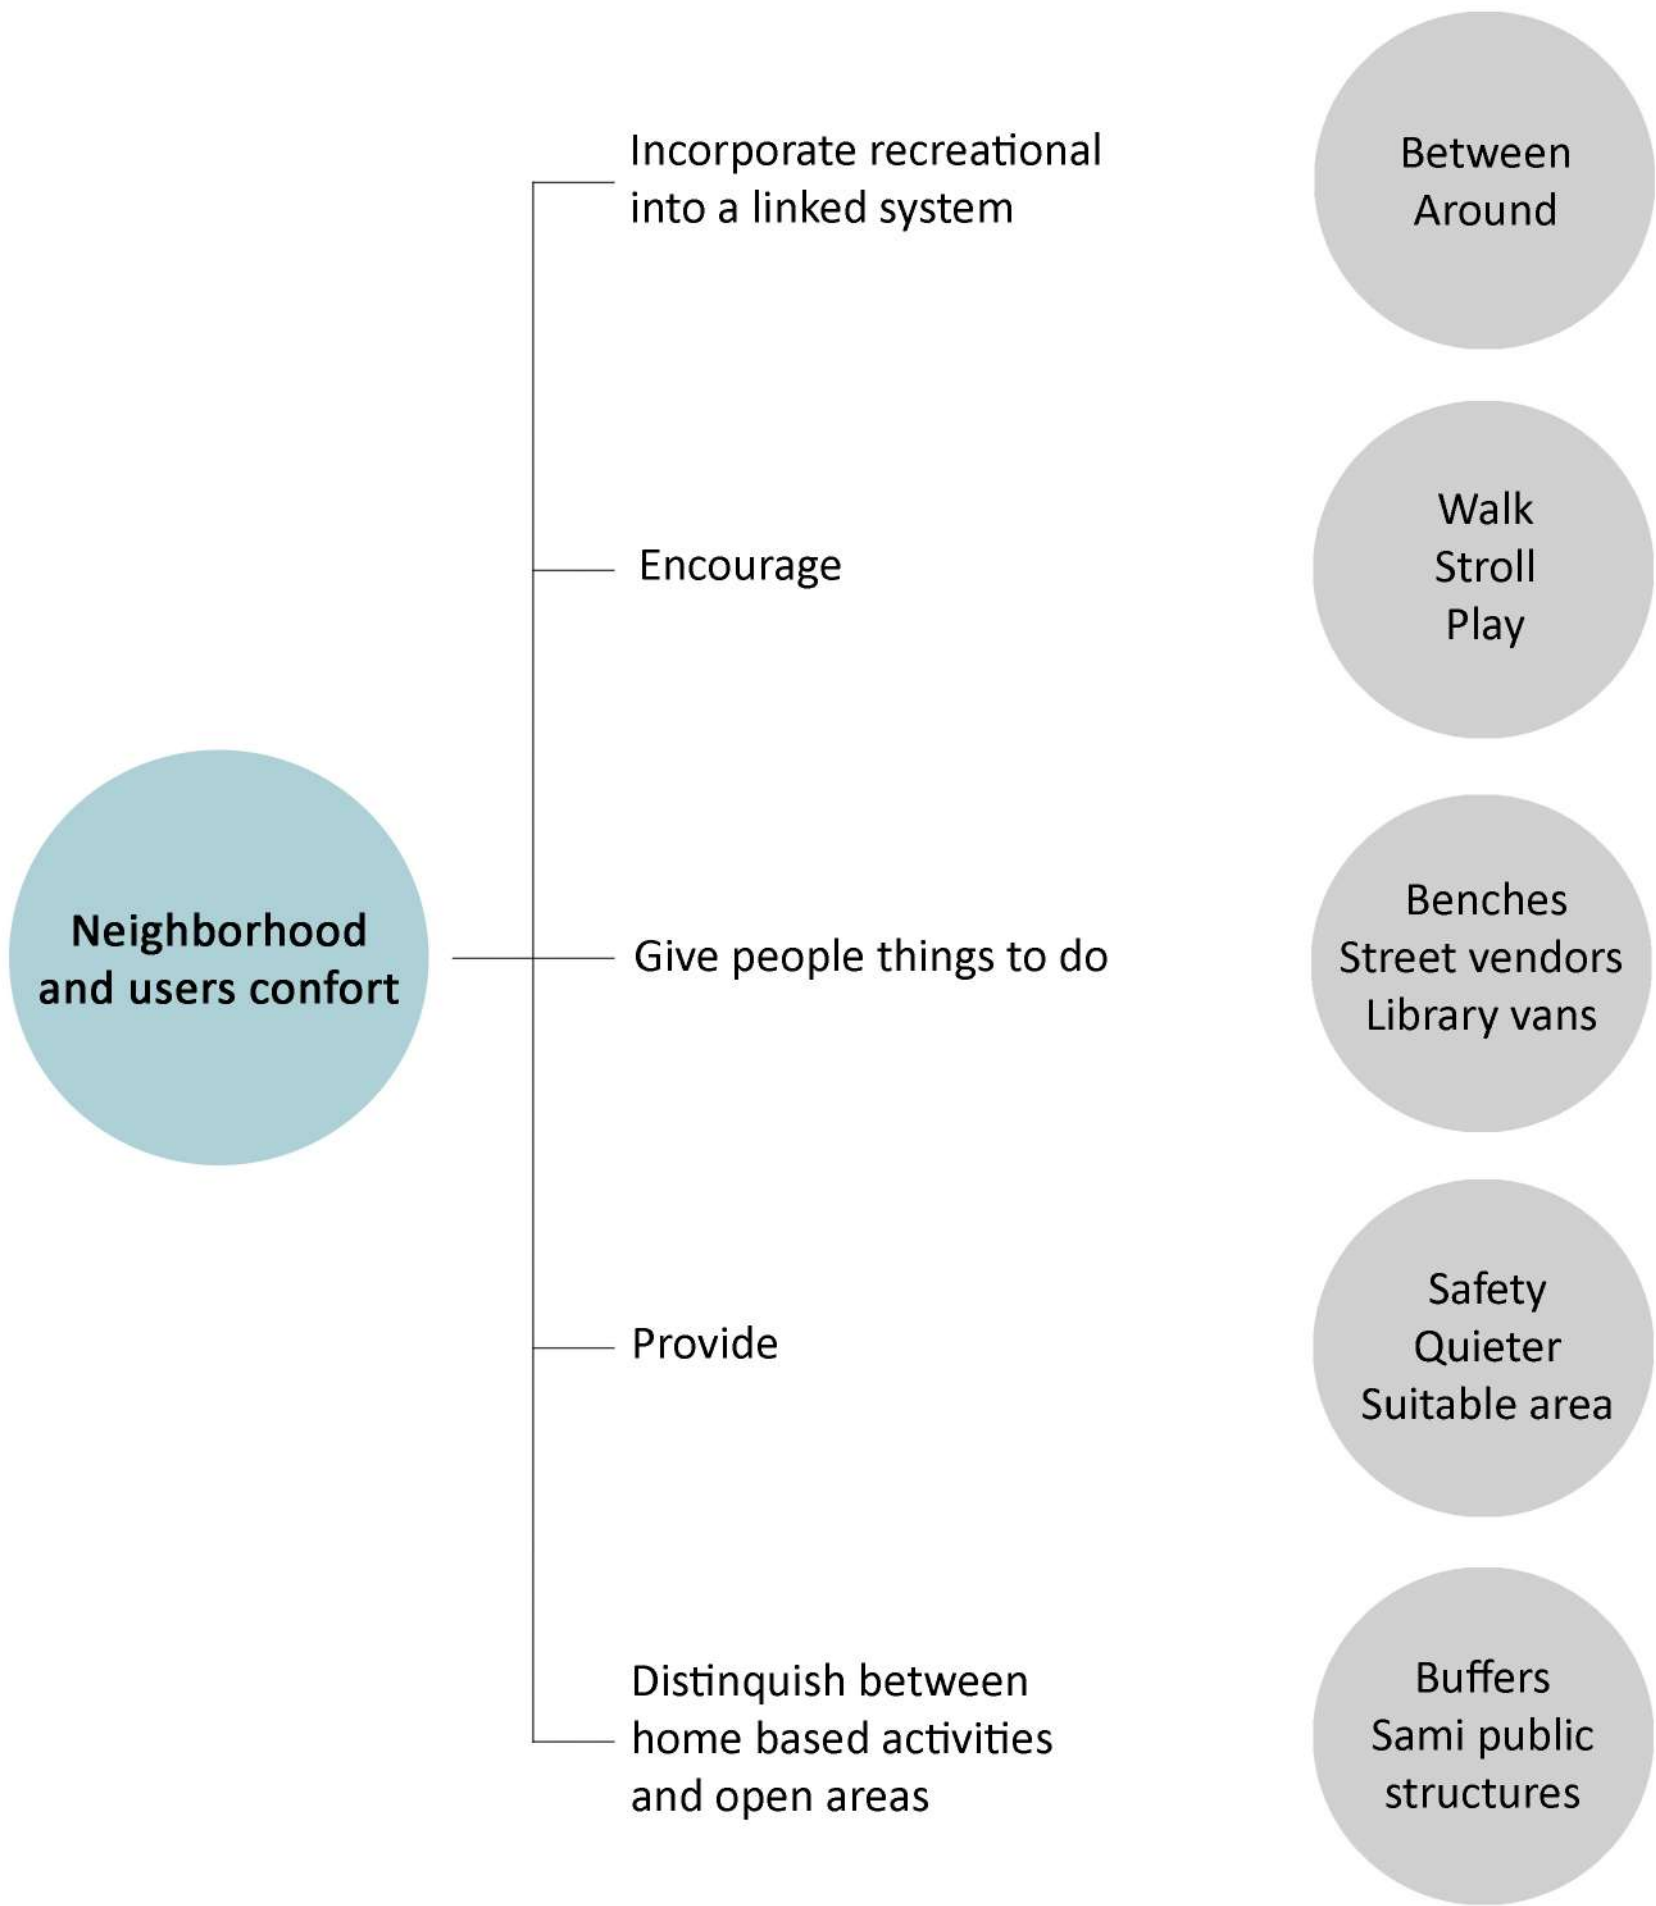 Incorporate recreational
into a linked system
Between
Around
Encourage
Walk
Stroll
Play
Neighborhood
and users confort
Give people things to do
Benches
Street vendors
Library vans
Provide
Safety
Quieter
Suitable area
Distinquish between
home based activities
and open areas
Buffers
Sami public
structures